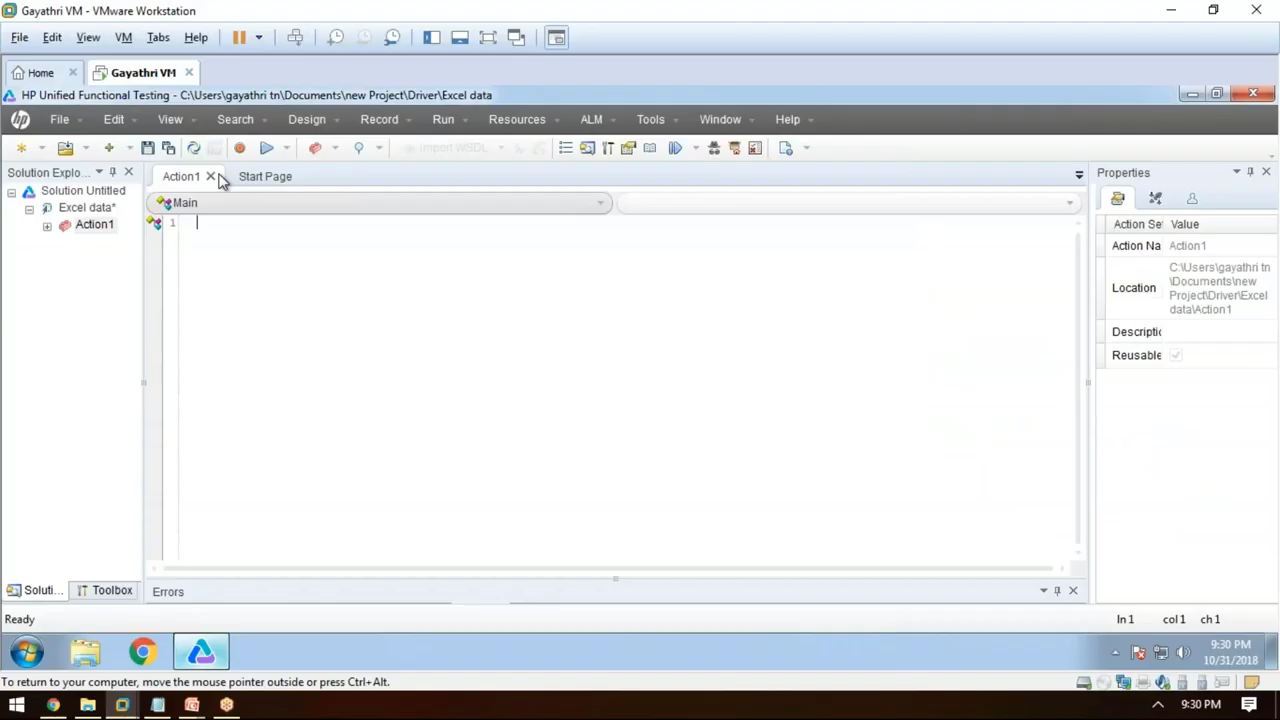 Gayathri VM - VMware Workstation
File Edit View VM Tabs Help
Home Gayathri VM
HP Unified Functional Testing - C:\Users\gayathri tn\Documents\new Project\Driver\Excel data
hp File Edit View Search Design Record Run Resources ALM Tools Window Help
Import WSDL
Solution Explo...
Action1 Start Page
Properties
Solution Untitled
Excel data*
Action1
Main
1
Action Set Value
Action Na Action1
Location C:\Users\gayathri tn
\Documents\new
Project\Driver\Excel
data\Action1
Descriptic
Reusable
Soluti... Toolbox
Errors
Ready
ln 1 col 1 ch 1
9:30 PM
10/31/2018
To return to your computer, move the mouse pointer outside or press Ctrl+Alt.
9:30 PM